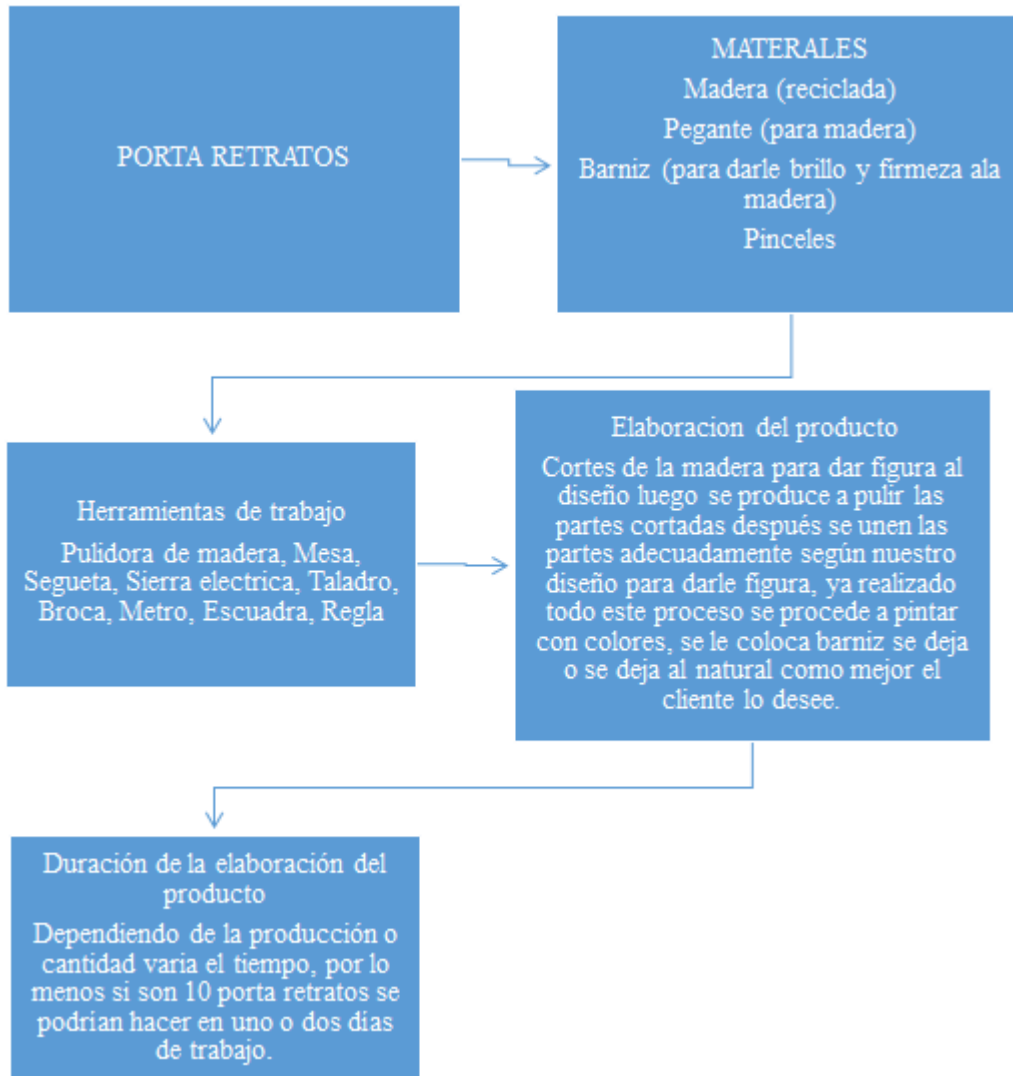 PORTA RETRATOS
MATERALES
Madera (reciclada)
Pegante (para madera)
Barniz (para darle brillo y firmeza ala
madera)
Pinceles
Herramientas de trabajo
Pulidora de madera, Mesa,
Segueta, Sierra electrica, Taladro,
Broca, Metro, Escuadra, Regla
Elaboracion del producto
Cortes de la madera para dar figura al
diseño luego se produce a pulir las
partes cortadas después se unen las
partes adecuadamente según nuestro
diseño para darle figura, ya realizado
todo este proceso se procede a pintar
con colores, se le coloca barniz se deja
o se deja al natural como mejor el
cliente lo desee.
Duración de la elaboración del
producto
Dependiendo de la producción o
cantidad varia el tiempo, por lo
menos si son 10 porta retratos se
podrían hacer en uno o dos días
de trabajo.